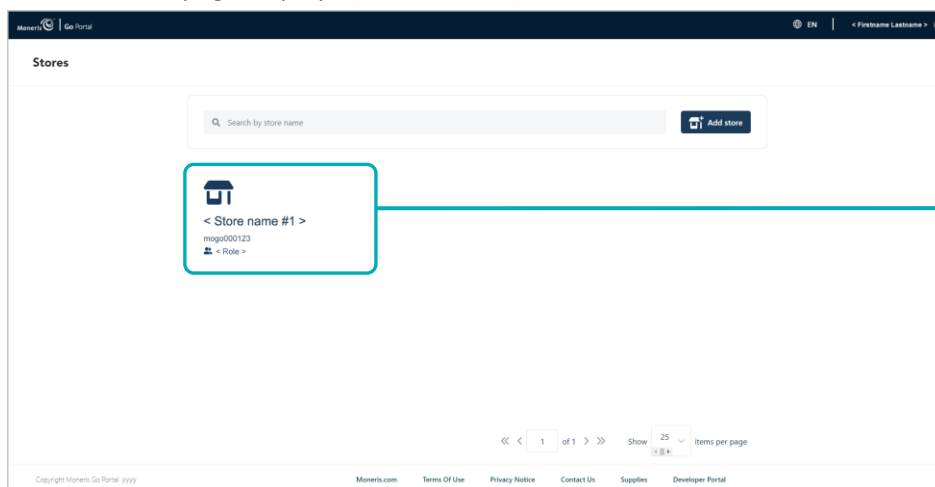 Moneris Go Portal EN < Firstname Lastname >
Stores
Search by store name Add store
< Store name #1 >
mogo000123
< Role >
1 of 1 Show 25 items per page
Copyright Moneris Go Portal yyyy Moneris.com Terms Of Use Privacy Notice Contact Us Supplies Developer Portal